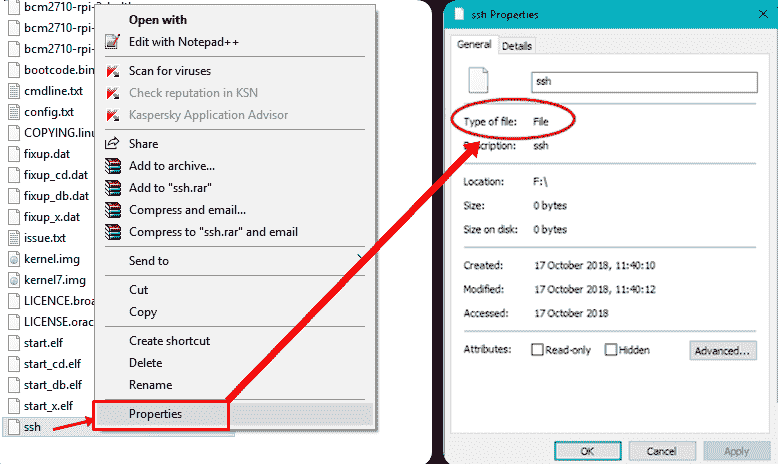 bcm2710-rpi-
bcm2710-rpi-
bcm2710-rpi-
bootcode.bin
cmdline.txt
config.txt
COPYING.linu
fixup.dat
fixup_cd.dat
fixup_db.dat
fixup_x.dat
issue.txt
kernel.img
kernel7.img
LICENCE.broa
LICENSE.orac
start.elf
start_cd.elf
start_db.elf
start_x.elf
ssh
Open with
Edit with Notepad++
Scan for viruses
Check reputation in KSN
Kaspersky Application Advisor
Share
Add to archive...
Add to "ssh.rar"
Compress and email...
Compress to "ssh.rar" and email
Send to
Cut
Copy
Create shortcut
Delete
Rename
Properties
ssh Properties
General Details
ssh
Type of file: File
Description: ssh
Location: F:\
Size: 0 bytes
Size on disk: 0 bytes
Created: 17 October 2018, 11:40:10
Modified: 17 October 2018, 11:40:12
Accessed: 17 October 2018
Attributes: Read-only Hidden Advanced...
OK Cancel Apply